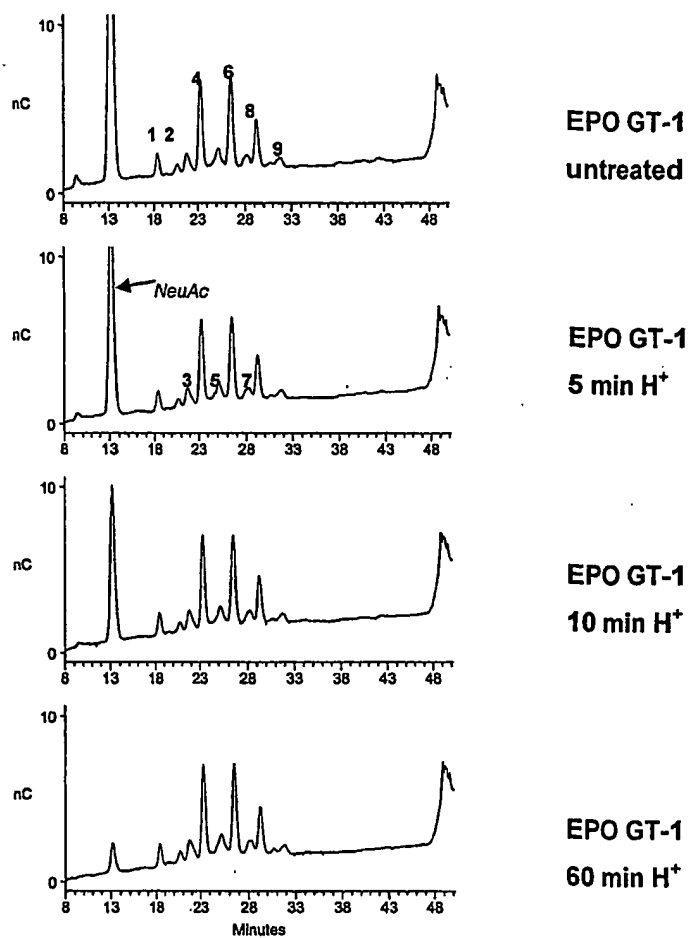 10
nC
0
1 2 4 6 8 9
8 13 18 23 28 33 38 43 48
EPO GT-1
untreated
10
nC
0
NeuAc
3 5 7
8 13 18 23 28 33 38 43 48
EPO GT-1
5 min H⁺
10
nC
0
8 13 18 23 28 33 38 43 48
EPO GT-1
10 min H⁺
10
nC
0
8 13 18 23 28 33 38 43 48
Minutes
EPO GT-1
60 min H⁺